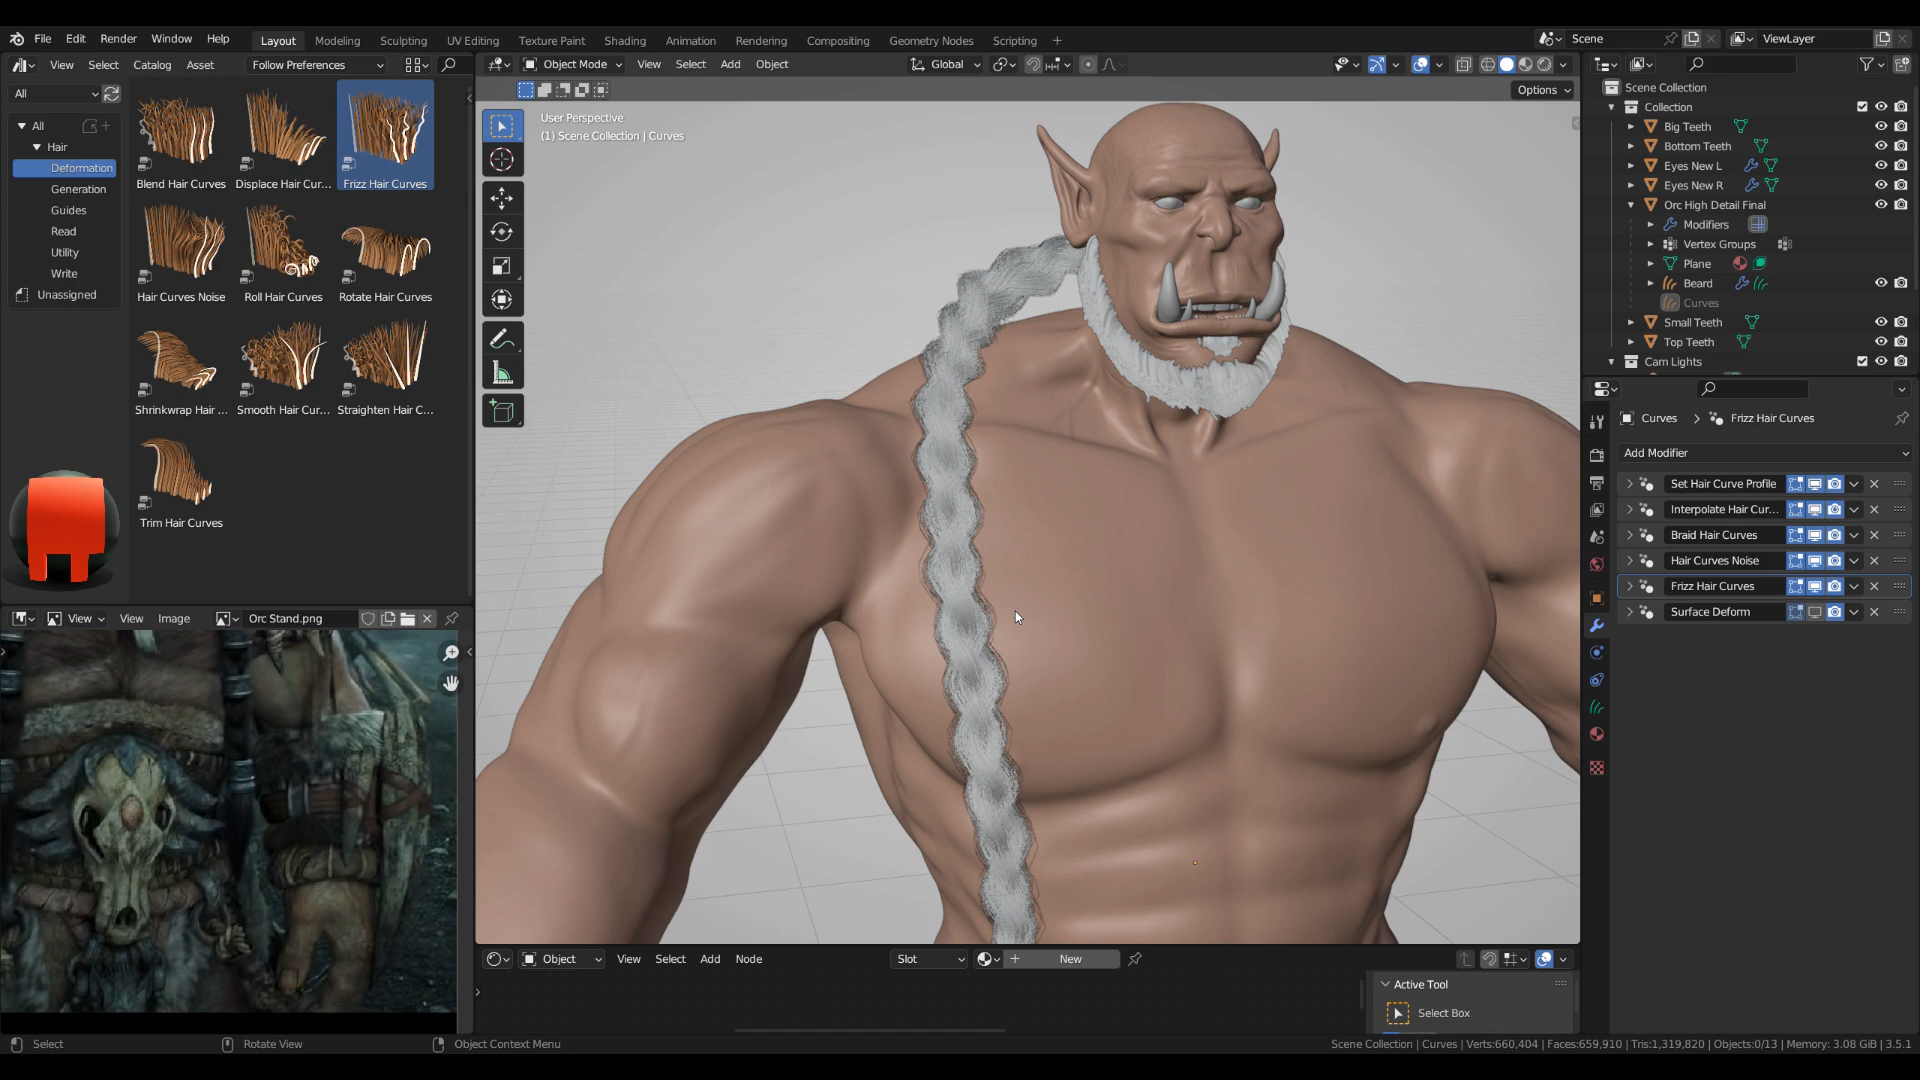 File Edit Render Window Help
Layout Modeling Sculpting UV Editing Texture Paint Shading Animation Rendering Compositing Geometry Nodes Scripting +
Scene
ViewLayer
View Select Catalog Asset
Follow Preferences
All
All
Hair
Deformation
Generation
Guides
Read
Utility
Write
Unassigned
Blend Hair Curves
Displace Hair Cur...
Frizz Hair Curves
Hair Curves Noise
Roll Hair Curves
Rotate Hair Curves
Shrinkwrap Hair ...
Smooth Hair Cur...
Straighten Hair C...
Trim Hair Curves
Object Mode View Select Add Object
Global
Options
User Perspective
(1) Scene Collection | Curves
Scene Collection
Collection
Big Teeth
Bottom Teeth
Eyes New L
Eyes New R
Orc High Detail Final
Modifiers
Vertex Groups
Plane
Beard
Curves
Small Teeth
Top Teeth
Cam Lights
Curves > Frizz Hair Curves
Add Modifier
Set Hair Curve Profile
Interpolate Hair Cur...
Braid Hair Curves
Hair Curves Noise
Frizz Hair Curves
Surface Deform
View View Image Orc Stand.png
Object View Select Add Node
Slot
New
Active Tool
Select Box
Select
Rotate View
Object Context Menu
Scene Collection | Curves | Verts:660,404 | Faces:659,910 | Tris:1,319,820 | Objects:0/13 | Memory: 3.08 GiB | 3.5.1